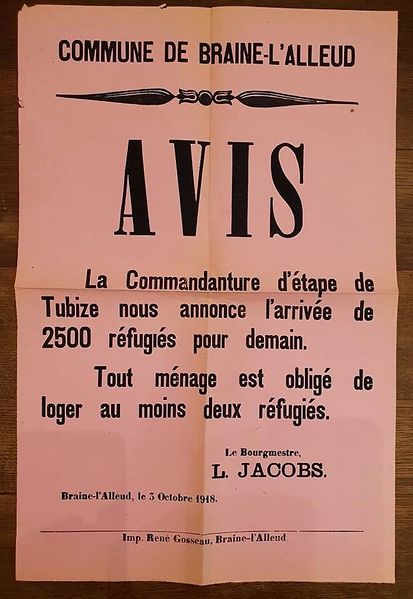 COMMUNE DE BRAINE-L'ALLEUD
AVIS
La Commandanture d'étape de
Tubize nous annonce l'arrivée de
2500 réfugiés pour demain.
Tout ménage est obligé de
loger au moins deux réfugiés.
Le Bourgmestre,
L. JACOBS.
Braine-l'Alleud, le 3 Octobre 1918.
Imp. René Gosseau, Braine-l'Alleud